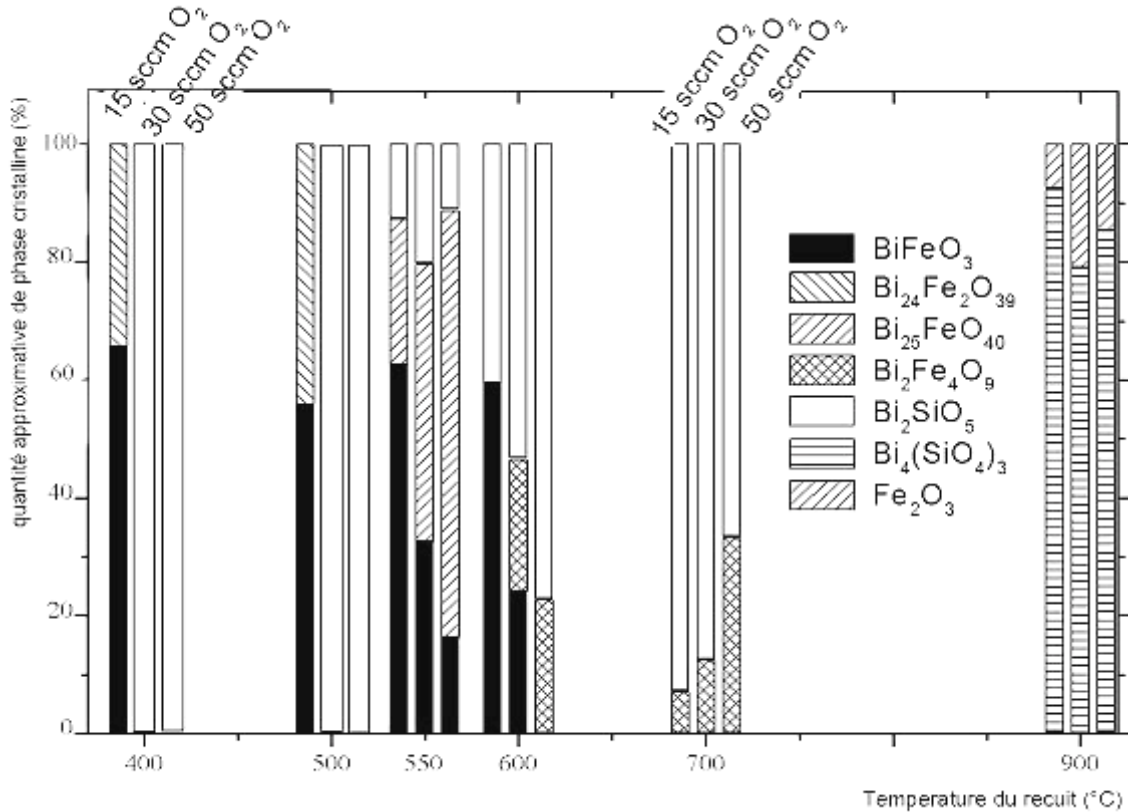 15 sccm O₂
30 sccm O₂
50 sccm O₂
15 sccm O₂
30 sccm O₂
50 sccm O₂
quantité approximative de phase cristalline (%)
100
80
60
40
20
0
BiFeO₃
Bi₂₄Fe₂O₃₉
Bi₂₅FeO₄₀
Bi₂Fe₄O₉
Bi₂SiO₅
Bi₄(SiO₄)₃
Fe₂O₃
400
500
550
600
700
900
Temperature du recuit (°C)